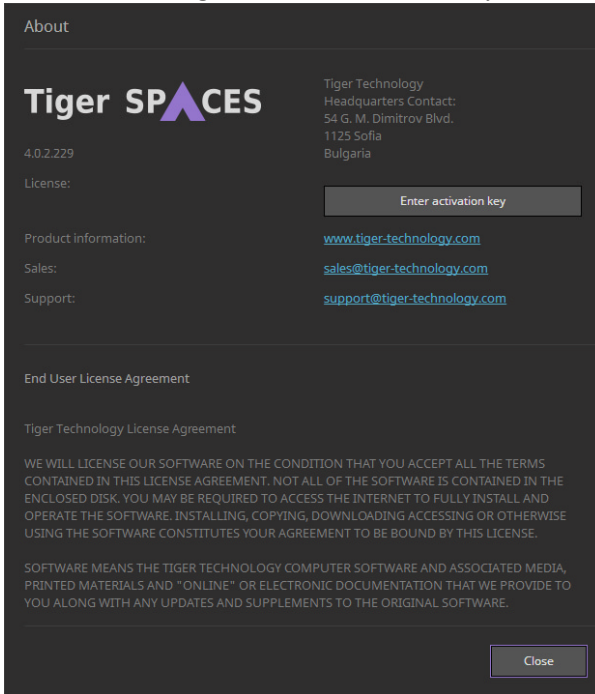 About
Tiger SPACES
4.0.2.229
License:
Tiger Technology
Headquarters Contact:
54 G. M. Dimitrov Blvd.
1125 Sofia
Bulgaria
Enter activation key
Product information:
www.tiger-technology.com
Sales:
sales@tiger-technology.com
Support:
support@tiger-technology.com
End User License Agreement
Tiger Technology License Agreement
WE WILL LICENSE OUR SOFTWARE ON THE CONDITION THAT YOU ACCEPT ALL THE TERMS
CONTAINED IN THIS LICENSE AGREEMENT. NOT ALL OF THE SOFTWARE IS CONTAINED IN THE
ENCLOSED DISK. YOU MAY BE REQUIRED TO ACCESS THE INTERNET TO FULLY INSTALL AND
OPERATE THE SOFTWARE. INSTALLING, COPYING, DOWNLOADING ACCESSING OR OTHERWISE
USING THE SOFTWARE CONSTITUTES YOUR AGREEMENT TO BE BOUND BY THIS LICENSE.
SOFTWARE MEANS THE TIGER TECHNOLOGY COMPUTER SOFTWARE AND ASSOCIATED MEDIA,
PRINTED MATERIALS AND "ONLINE" OR ELECTRONIC DOCUMENTATION THAT WE PROVIDE TO
YOU ALONG WITH ANY UPDATES AND SUPPLEMENTS TO THE ORIGINAL SOFTWARE.
Close